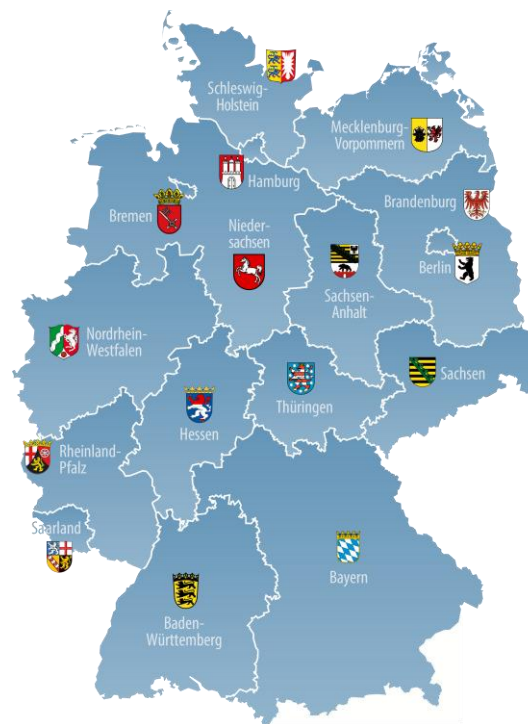 Schleswig-
Holstein
Mecklenburg-
Vorpommern
Hamburg
Brandenburg
Bremen
Nieder-
sachsen
Berlin
Sachsen-
Anhalt
Nordrhein-
Westfalen
Sachsen
Thüringen
Hessen
Rheinland-
Pfalz
Saarland
Bayern
Baden-
Württemberg